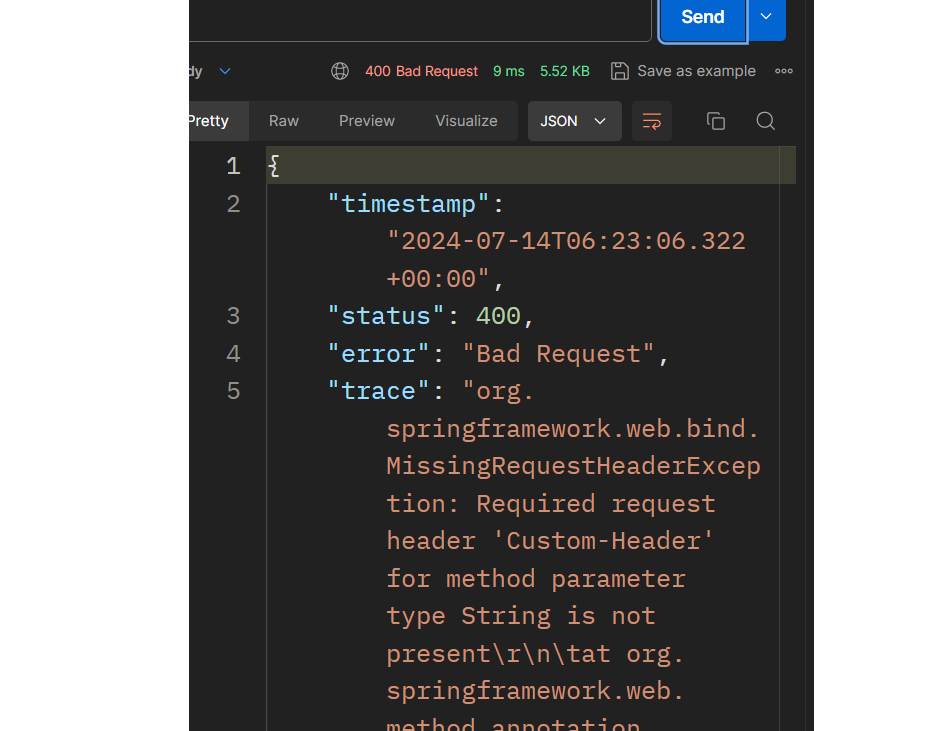 Send
dy
400 Bad Request 9 ms 5.52 KB Save as example
Pretty Raw Preview Visualize JSON
1 {
2 "timestamp":
"2024-07-14T06:23:06.322
+00:00",
3 "status": 400,
4 "error": "Bad Request",
5 "trace": "org.
springframework.web.bind.
MissingRequestHeaderExcep
tion: Required request
header 'Custom-Header'
for method parameter
type String is not
present\r\n\tat org.
springframework.web.
method.annotation.